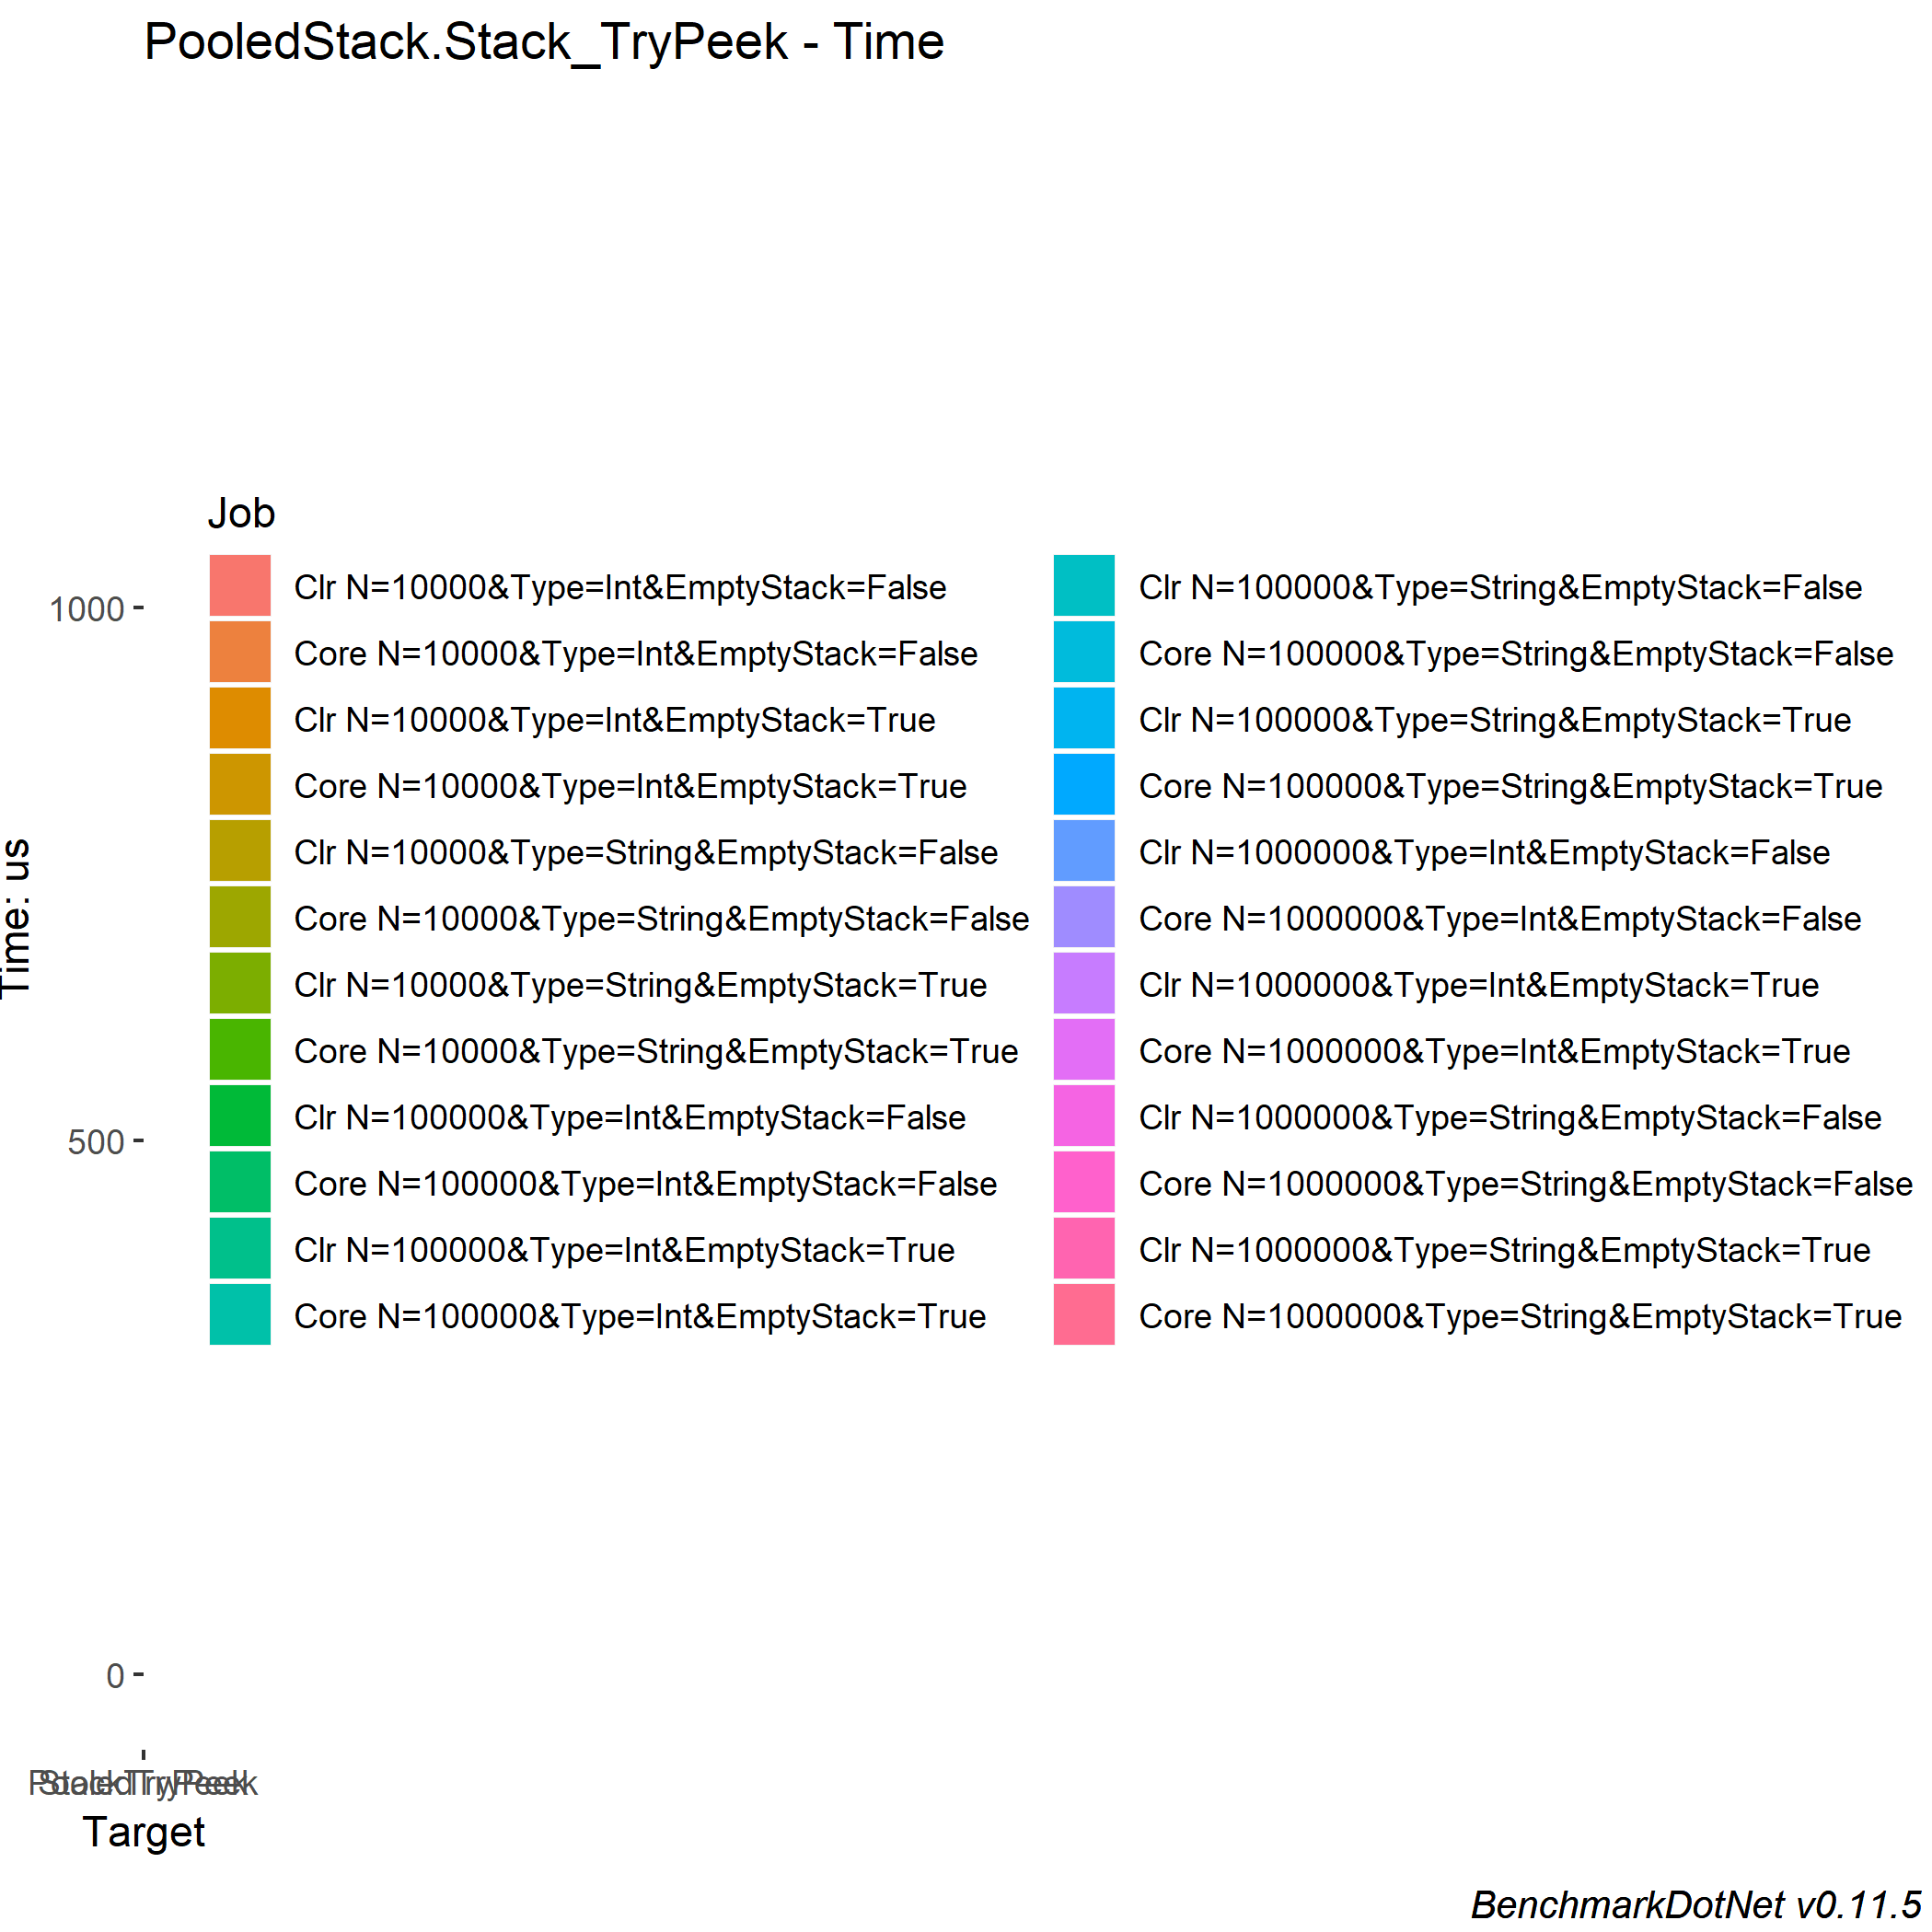 PooledStack.Stack_TryPeek - Time
Job
Clr N=10000&Type=Int&EmptyStack=False
Core N=10000&Type=Int&EmptyStack=False
Clr N=10000&Type=Int&EmptyStack=True
Core N=10000&Type=Int&EmptyStack=True
Clr N=10000&Type=String&EmptyStack=False
Core N=10000&Type=String&EmptyStack=False
Clr N=10000&Type=String&EmptyStack=True
Core N=10000&Type=String&EmptyStack=True
Clr N=100000&Type=Int&EmptyStack=False
Core N=100000&Type=Int&EmptyStack=False
Clr N=100000&Type=Int&EmptyStack=True
Core N=100000&Type=Int&EmptyStack=True
Clr N=100000&Type=String&EmptyStack=False
Core N=100000&Type=String&EmptyStack=False
Clr N=100000&Type=String&EmptyStack=True
Core N=100000&Type=String&EmptyStack=True
Clr N=1000000&Type=Int&EmptyStack=False
Core N=1000000&Type=Int&EmptyStack=False
Clr N=1000000&Type=Int&EmptyStack=True
Core N=1000000&Type=Int&EmptyStack=True
Clr N=1000000&Type=String&EmptyStack=False
Core N=1000000&Type=String&EmptyStack=False
Clr N=1000000&Type=String&EmptyStack=True
Core N=1000000&Type=String&EmptyStack=True
1000
500
0
Time: us
Target
BenchmarkDotNet v0.11.5